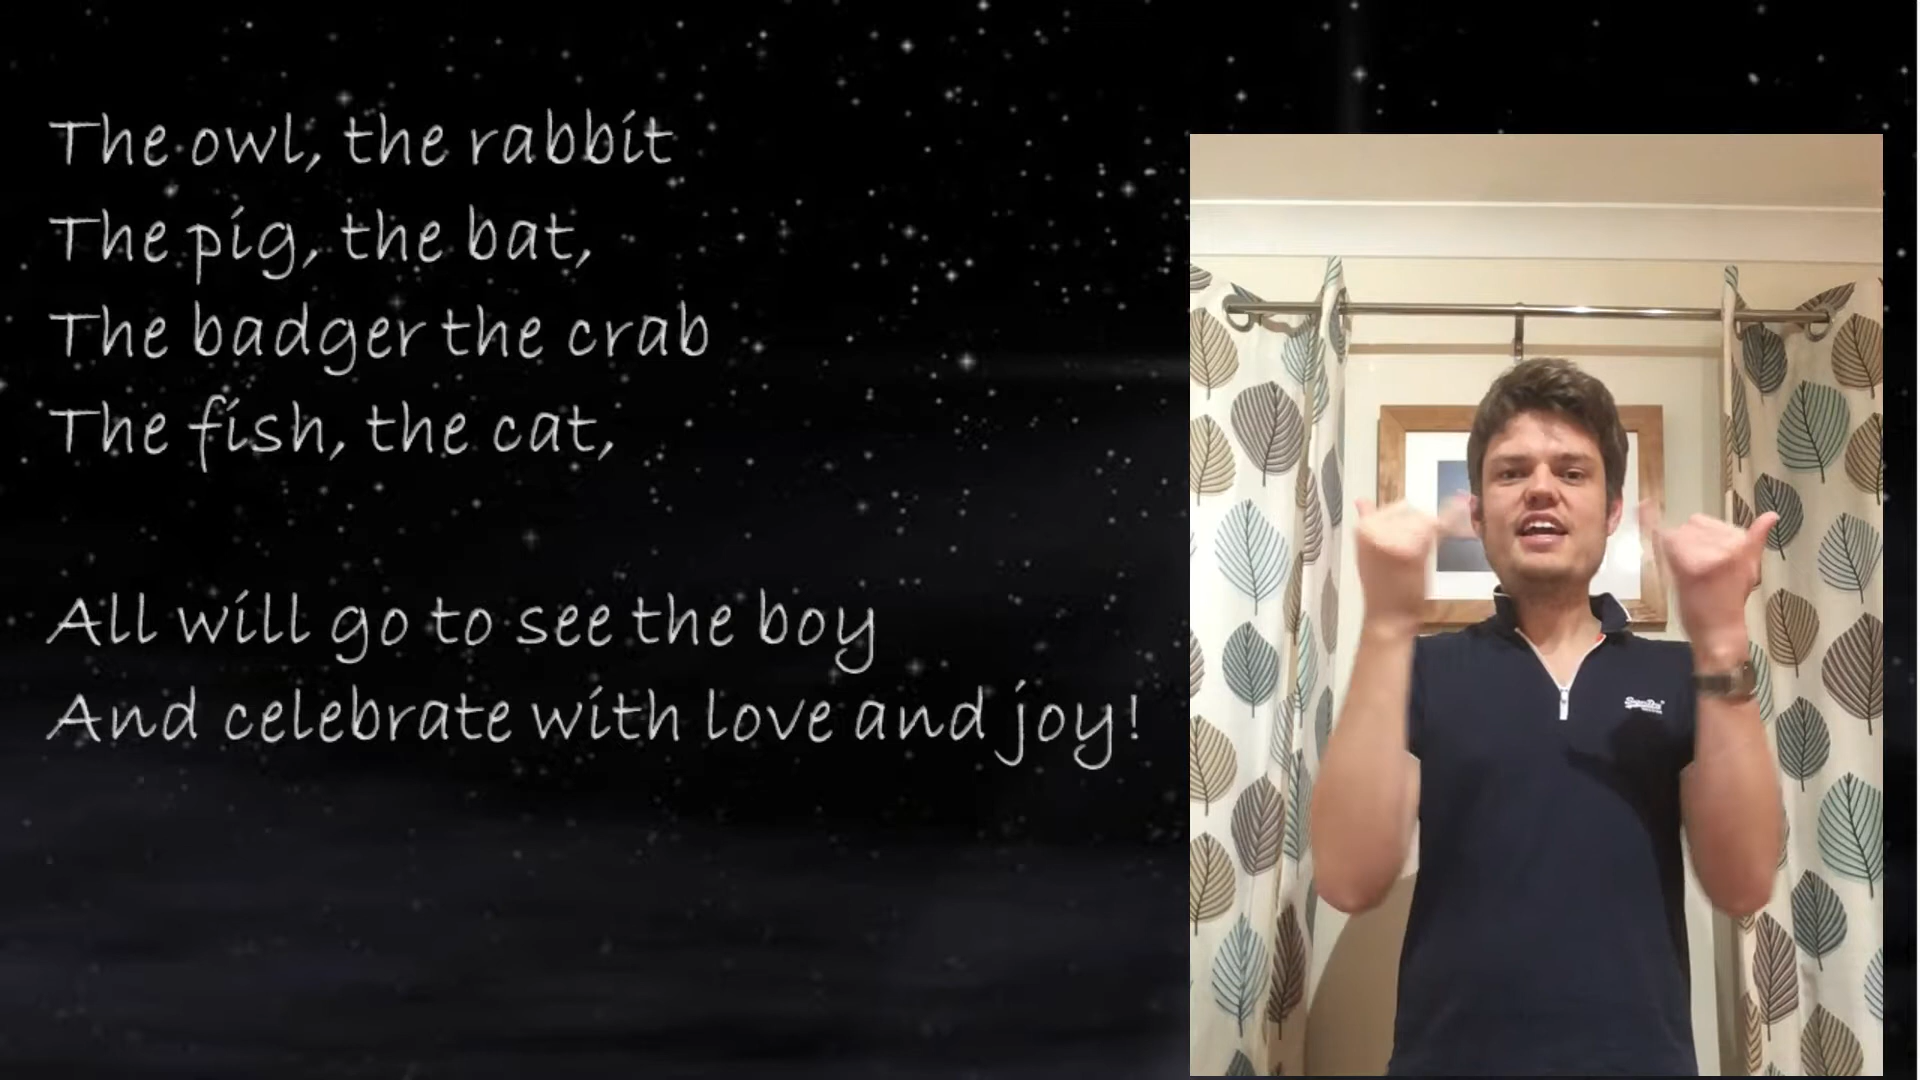 The owl, the rabbit
The pig, the bat,
The badger the crab
The fish, the cat,
All will go to see the boy
And celebrate with love and joy!